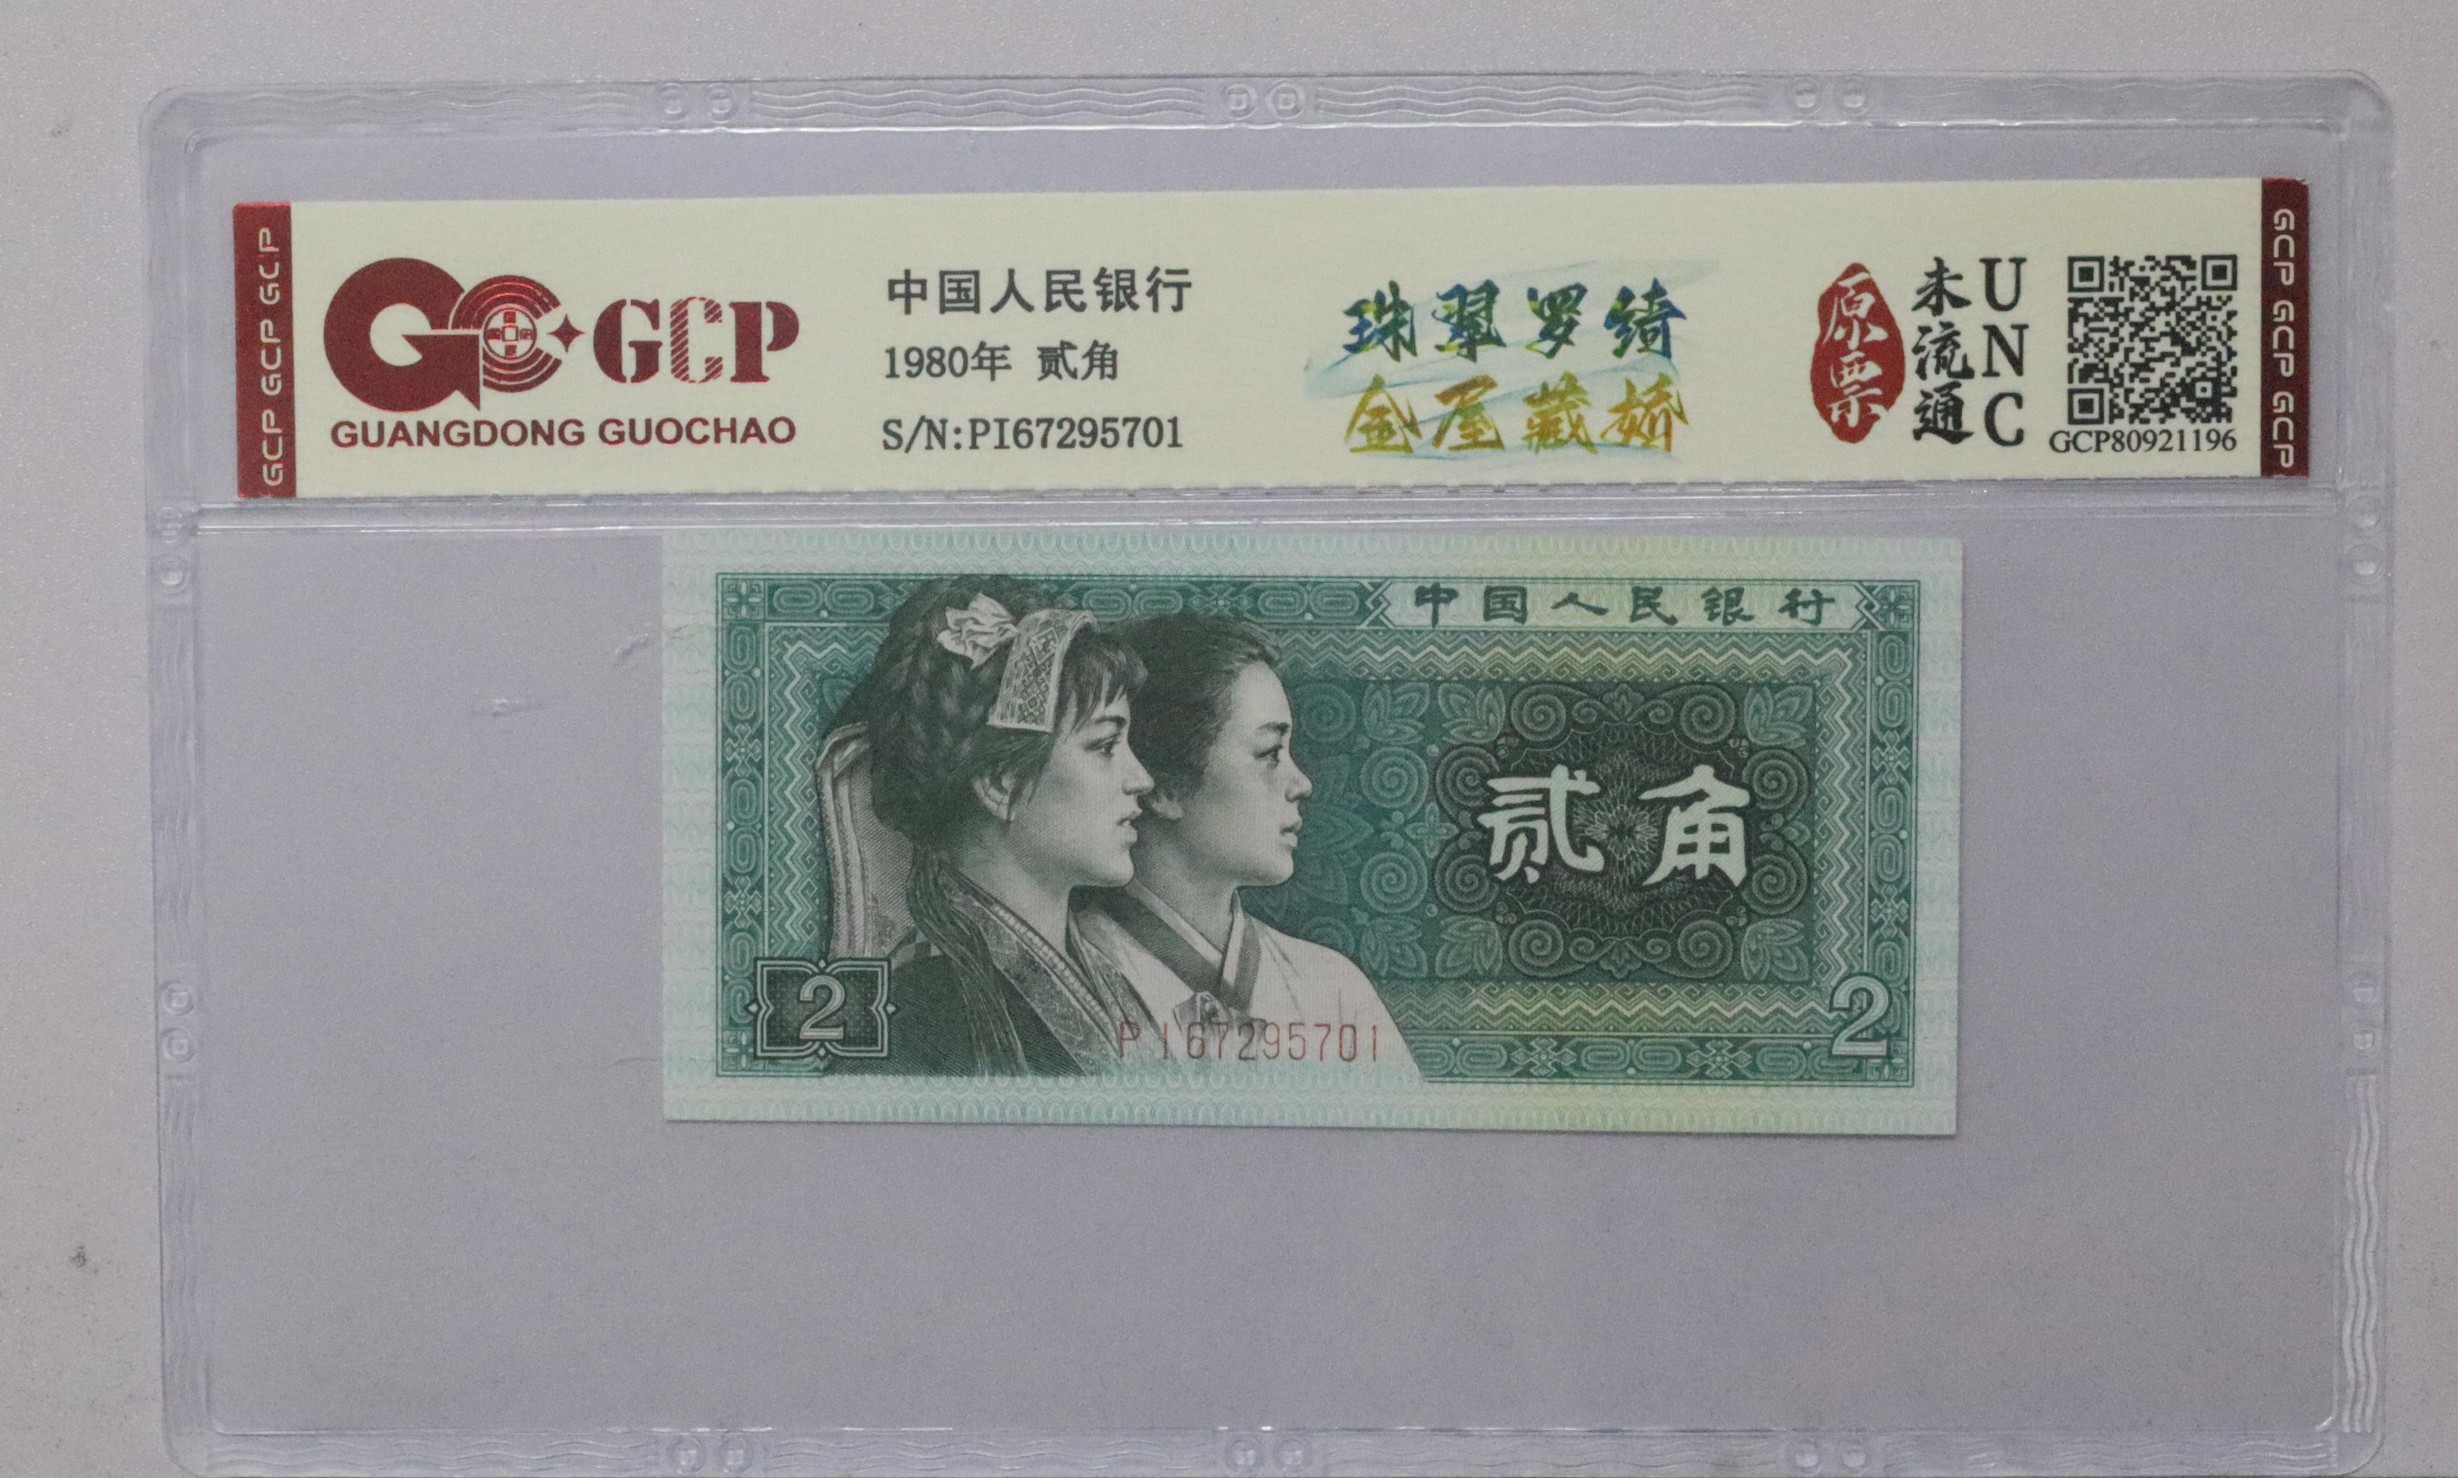 GCP GCP GCP
GCP
GUANGDONG GUOCHAO
中国人民银行
1980年 贰角
S/N:PI67295701
珠翠罗绮
金屋藏娇
原票
未流通
UNC
GCP80921196
GCP GCP GCP
中国人民银行
贰角
2
PI67295701
2